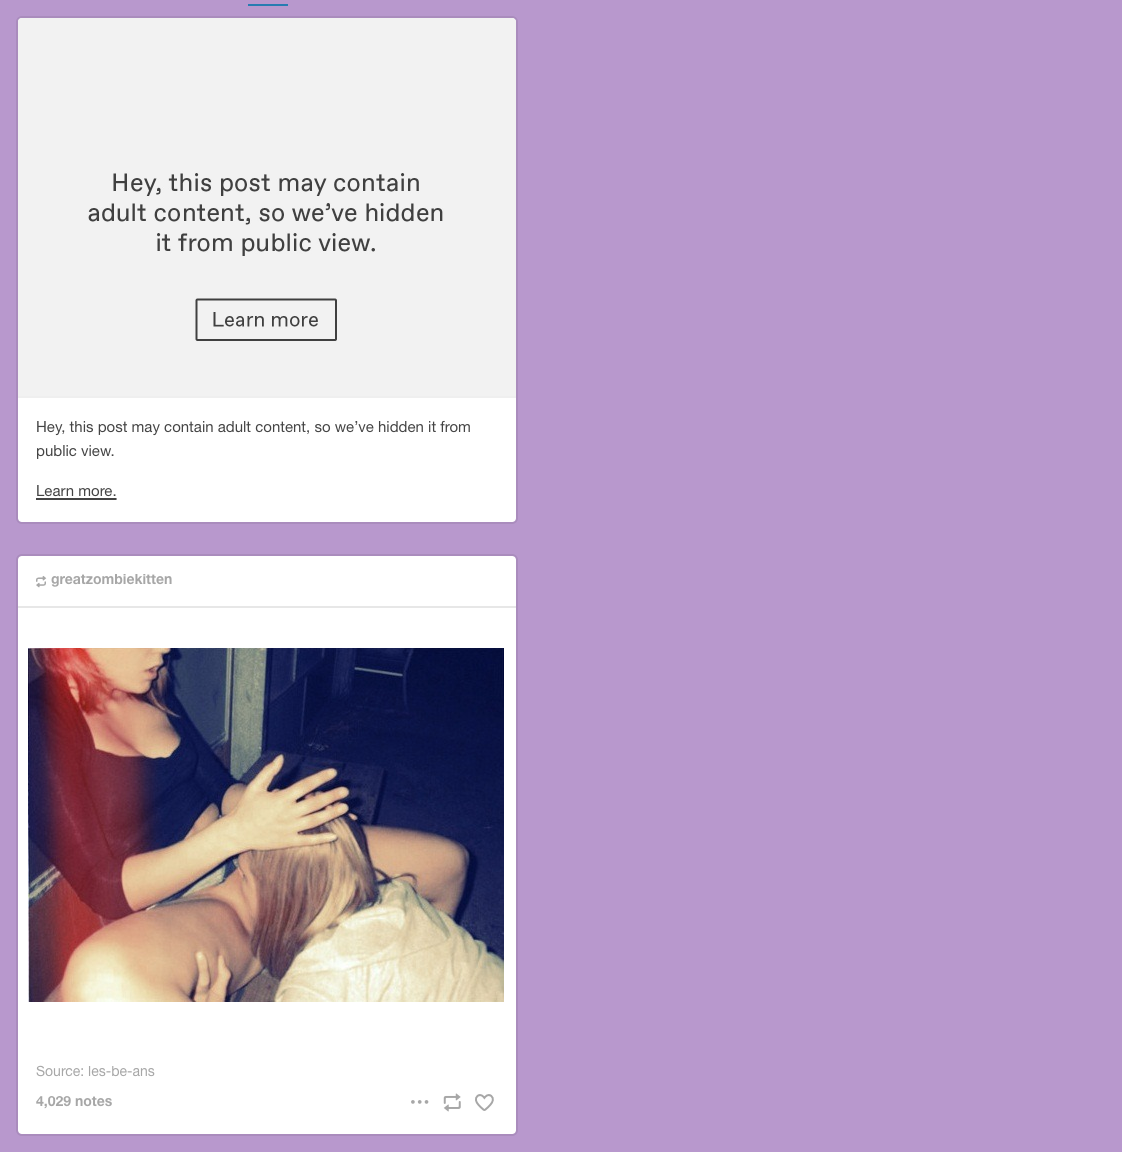 Hey, this post may contain
adult content, so we’ve hidden
it from public view.
Learn more
Hey, this post may contain adult content, so we’ve hidden it from
public view.
Learn more.
greatzombiekitten
Source: les-be-ans
4,029 notes